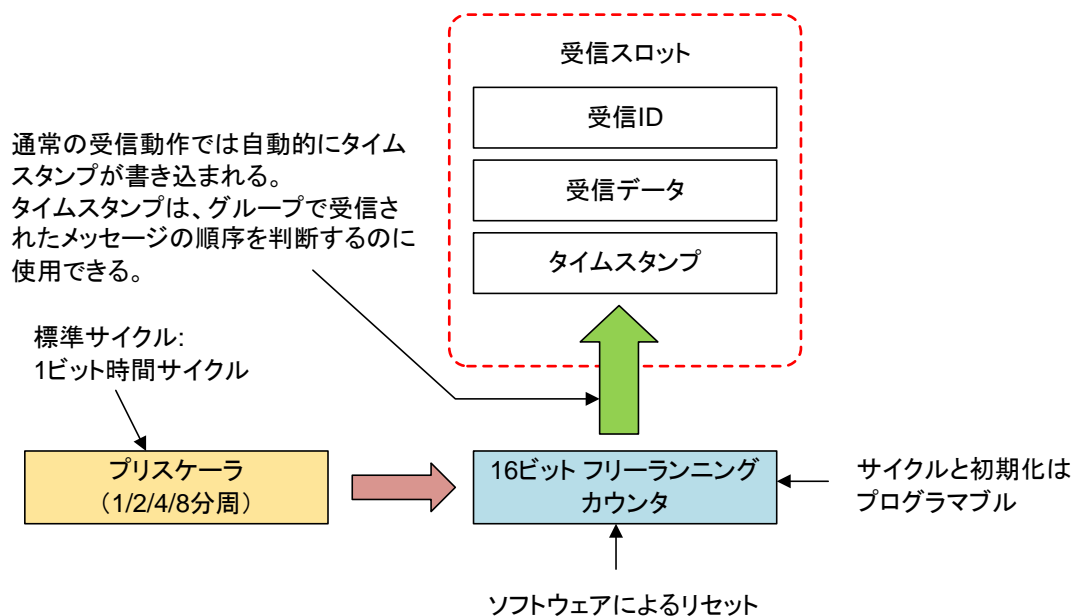 受信スロット
受信ID
受信データ
タイムスタンプ
通常の受信動作では自動的にタイム
スタンプが書き込まれる。
タイムスタンプは、グループで受信さ
れたメッセージの順序を判断するのに
使用できる。
標準サイクル:
1ビット時間サイクル
プリスケーラ
(1/2/4/8分周)
16ビット フリーランニング
カウンタ
サイクルと初期化は
プログラマブル
ソフトウェアによるリセット